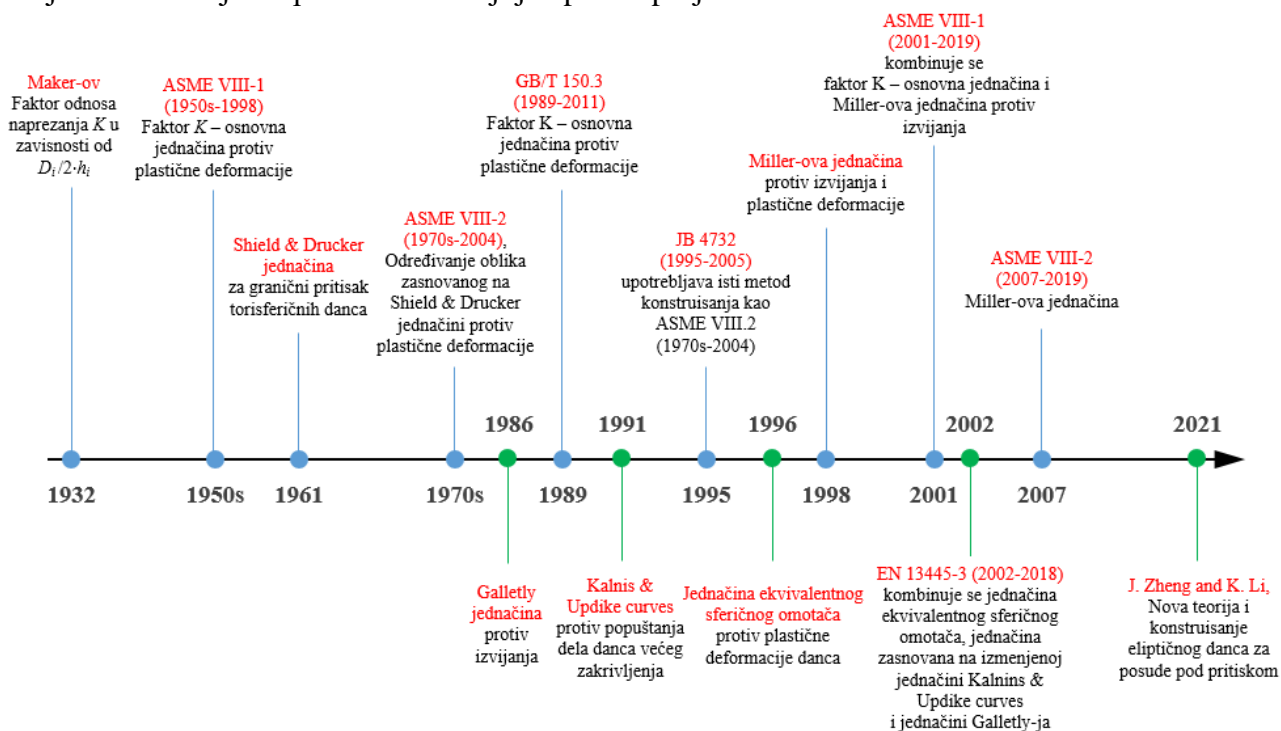 Maker-ov
Faktor odnosa
naprezanja K u
zavisnosti od
Dᵢ/2·hᵢ
ASME VIII-1
(1950s-1998)
Faktor K – osnovna
jednačina protiv
plastične deformacije
Shield & Drucker
jednačina
za granični pritisak
torisferičnih danca
ASME VIII-2
(1970s-2004),
Određivanje oblika
zasnovanog na
Shield & Drucker
jednačini protiv
plastične deformacije
GB/T 150.3
(1989-2011)
Faktor K – osnovna
jednačina protiv
plastične deformacije
JB 4732
(1995-2005)
upotrebljava isti metod
konstruisanja kao
ASME VIII.2
(1970s-2004)
Miller-ova jednačina
protiv izvijanja i
plastične deformacije
ASME VIII-1
(2001-2019)
kombinuje se
faktor K – osnovna jednačina i
Miller-ova jednačina protiv
izvijanja
ASME VIII-2
(2007-2019)
Miller-ova jednačina
1986
1991
1996
2002
2021
1932
1950s
1961
1970s
1989
1995
1998
2001
2007
Galletly
jednačina
protiv
izvijanja
Kalnis &
Updike curves
protiv popuštanja
dela danca većeg
zakrivljenja
Jednačina ekvivalentnog
sferičnog omotača
protiv plastične
deformacije danca
EN 13445-3 (2002-2018)
kombinuje se jednačina
ekvivalentnog sferičnog
omotača, jednačina
zasnovana na izmenjenoj
jednačini Kalnins &
Updike curves
i jednačini Galletly-ja
J. Zheng and K. Li,
Nova teorija i
konstruisanje
eliptičnog danca za
posude pod pritiskom